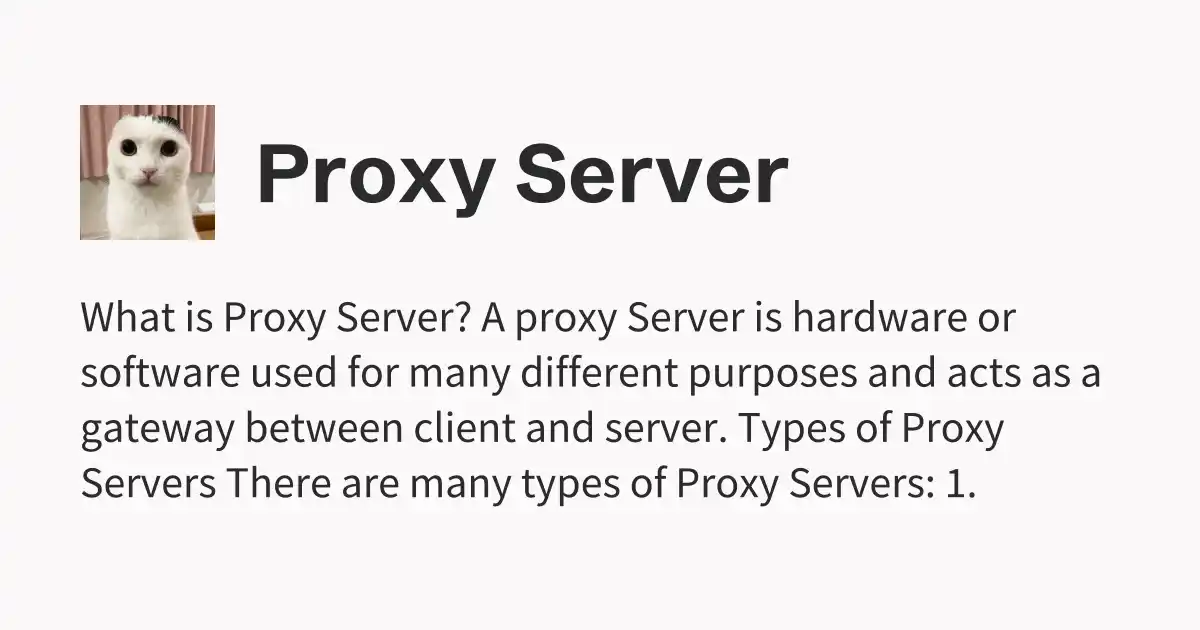 Proxy Server
What is Proxy Server? A proxy Server is hardware or
software used for many different purposes and acts as a
gateway between client and server. Types of Proxy
Servers There are many types of Proxy Servers: 1.